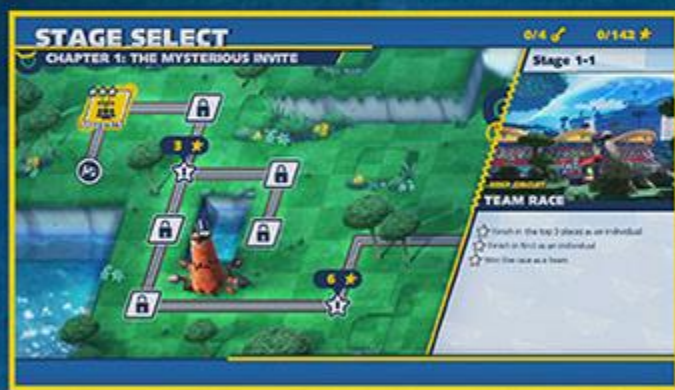 STAGE SELECT
0/4 0/142
CHAPTER 1: THE MYSTERIOUS INVITE
Stage 1-1
3
6
TEAM RACE
Finish in the top 3 places as an individual
Finish in first as an individual
Win the race as a team